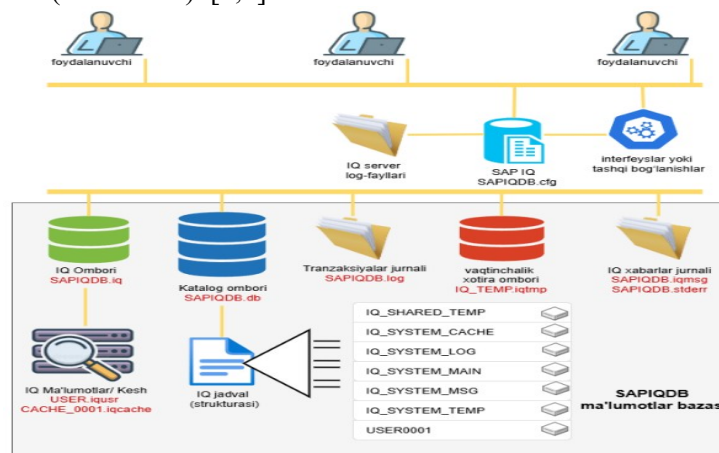 foydalanuvchi
foydalanuvchi
foydalanuvchi
IQ server
log-fayllari
SAP IQ
SAPIQDB.cfg
interfeyslar yoki
tashqi bog'lanishlar
IQ Ombori
SAPIQDB.iq
Katalog ombori
SAPIQDB.db
Tranzaksiyalar jurnali
SAPIQDB.log
vaqtinchalik
xotira ombori
IQ_TEMP.iqtmp
IQ xabarlar jurnali
SAPIQDB.iqmsg
SAPIQDB.stderr
IQ Ma'lumotlar/ Kesh
USER.iqusr
CACHE_0001.iqcache
IQ jadval
(strukturasi)
IQ_SHARED_TEMP
IQ_SYSTEM_CACHE
IQ_SYSTEM_LOG
IQ_SYSTEM_MAIN
IQ_SYSTEM_MSG
IQ_SYSTEM_TEMP
USER0001
SAPIQDB
ma'lumotlar bazas